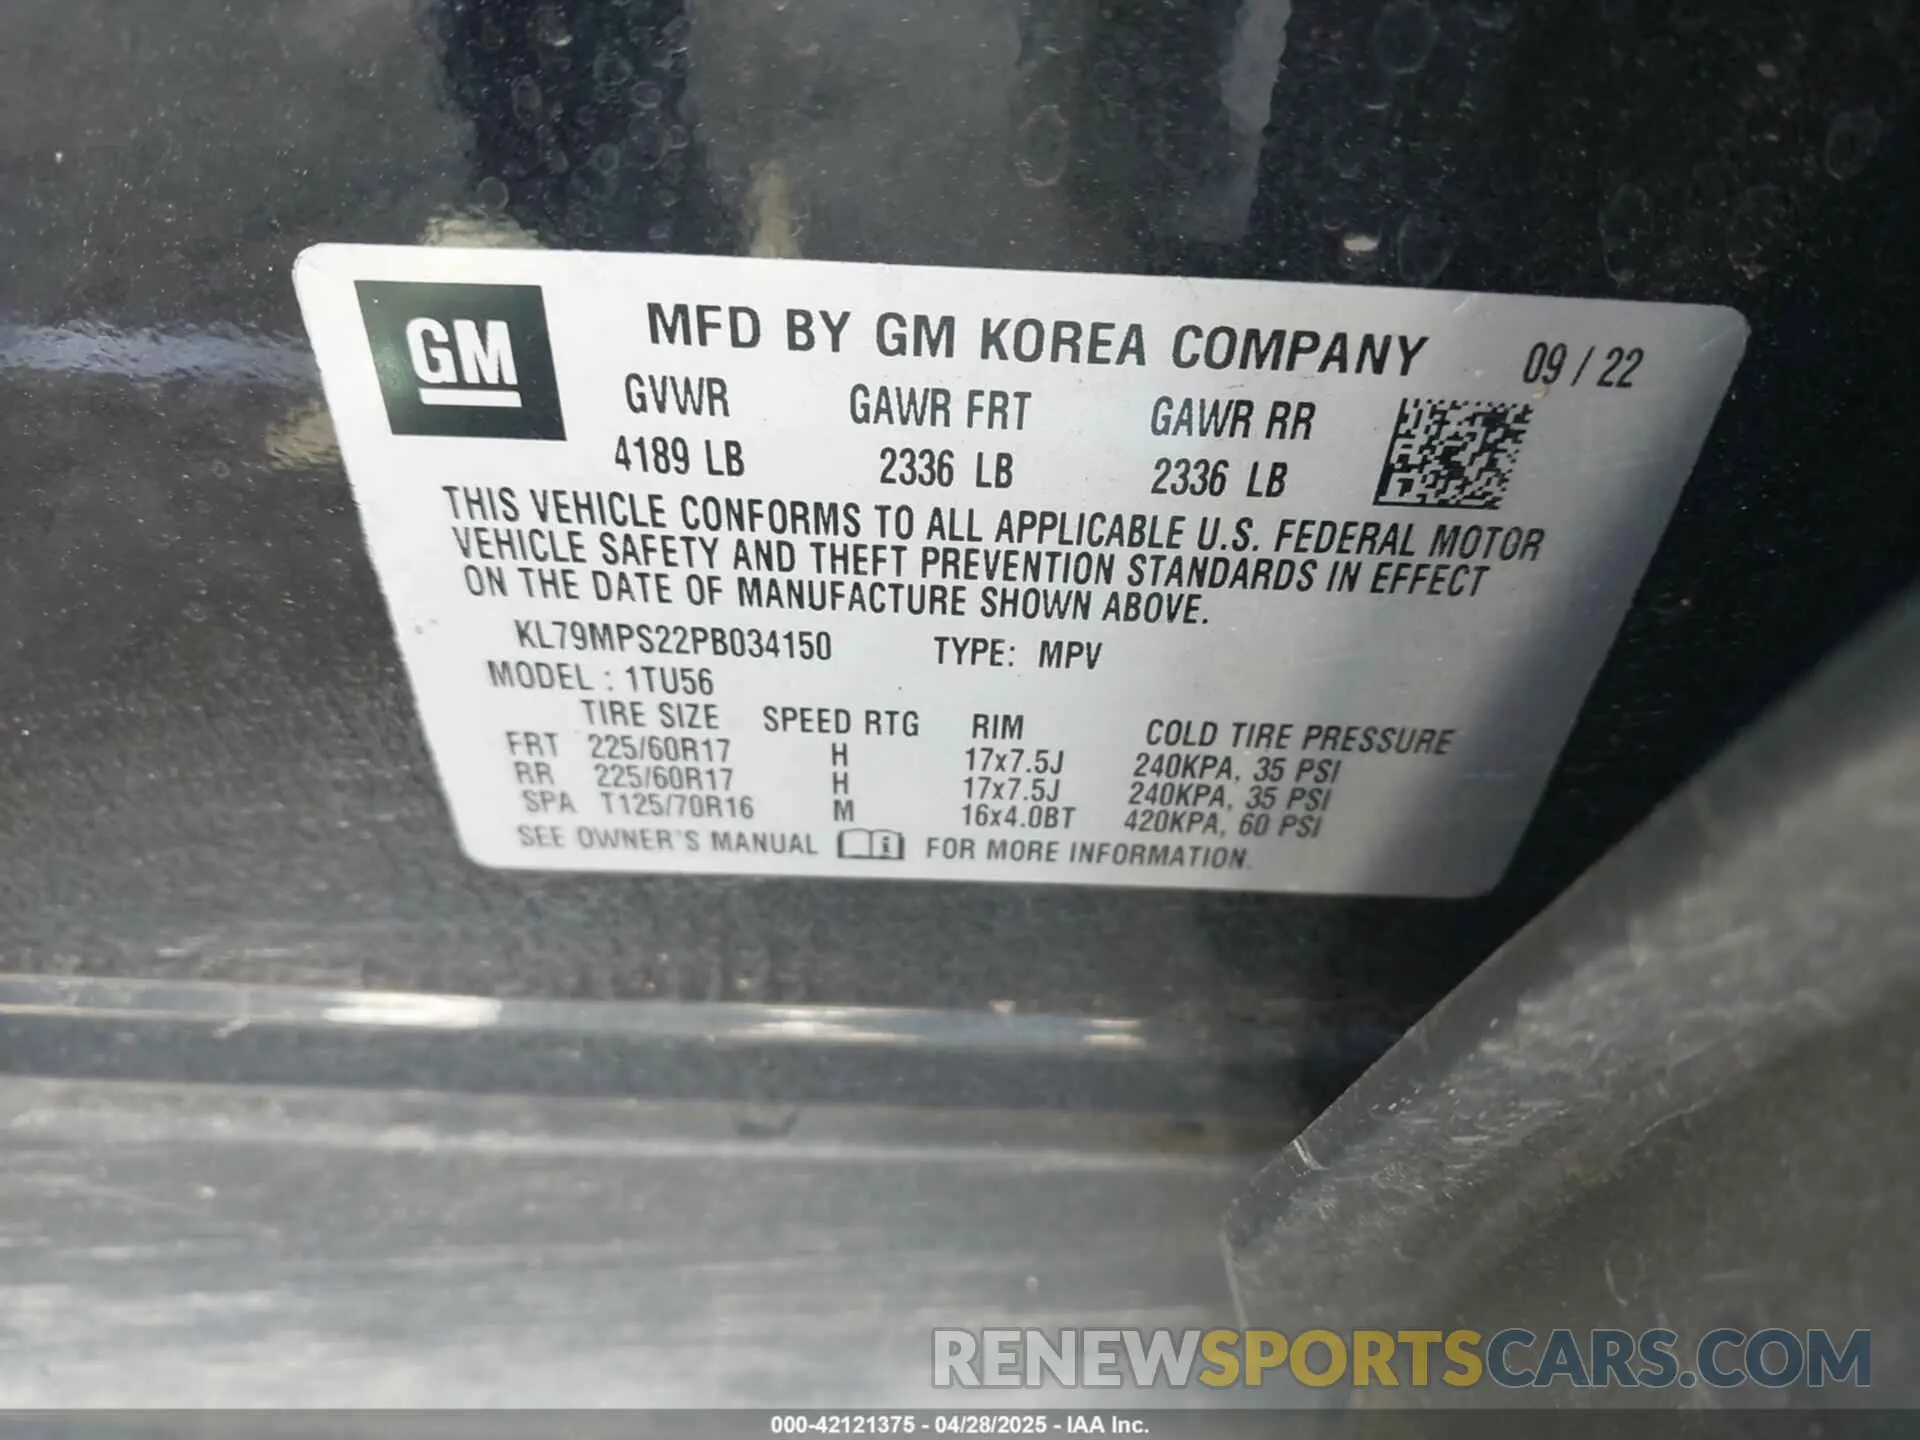 GM
MFD BY GM KOREA COMPANY 09 / 22
GVWR GAWR FRT GAWR RR
4189 LB 2336 LB 2336 LB
THIS VEHICLE CONFORMS TO ALL APPLICABLE U.S. FEDERAL MOTOR
VEHICLE SAFETY AND THEFT PREVENTION STANDARDS IN EFFECT
ON THE DATE OF MANUFACTURE SHOWN ABOVE.
KL79MPS22PB034150 TYPE: MPV
MODEL : 1TU56
TIRE SIZE SPEED RTG RIM COLD TIRE PRESSURE
FRT 225/60R17 H 17x7.5J 240KPA, 35 PSI
RR 225/60R17 H 17x7.5J 240KPA, 35 PSI
SPA T125/70R16 M 16x4.0BT 420KPA, 60 PSI
SEE OWNER'S MANUAL i FOR MORE INFORMATION.
RENEWSPORTSCARS.COM
000-42121375 - 04/28/2025 - IAA Inc.